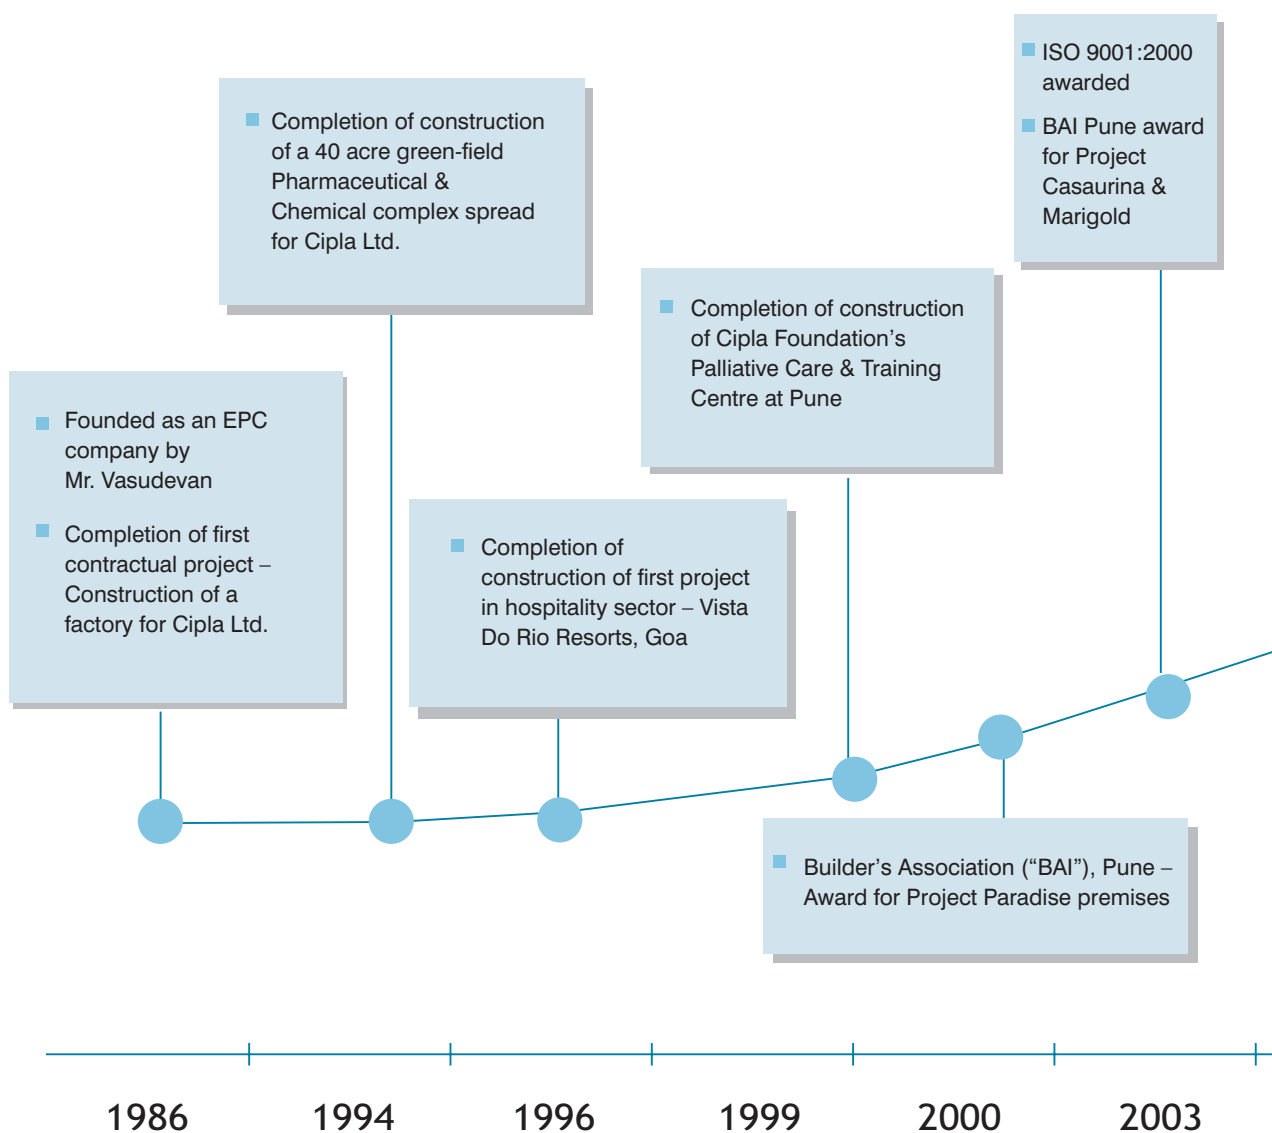 Founded as an EPC
company by
Mr. Vasudevan
Completion of first
contractual project –
Construction of a
factory for Cipla Ltd.
Completion of construction
of a 40 acre green-field
Pharmaceutical &
Chemical complex spread
for Cipla Ltd.
Completion of
construction of first project
in hospitality sector – Vista
Do Rio Resorts, Goa
Completion of construction
of Cipla Foundation’s
Palliative Care & Training
Centre at Pune
Builder’s Association (“BAI”), Pune –
Award for Project Paradise premises
ISO 9001:2000
awarded
BAI Pune award
for Project
Casaurina &
Marigold
1986 1994 1996 1999 2000 2003